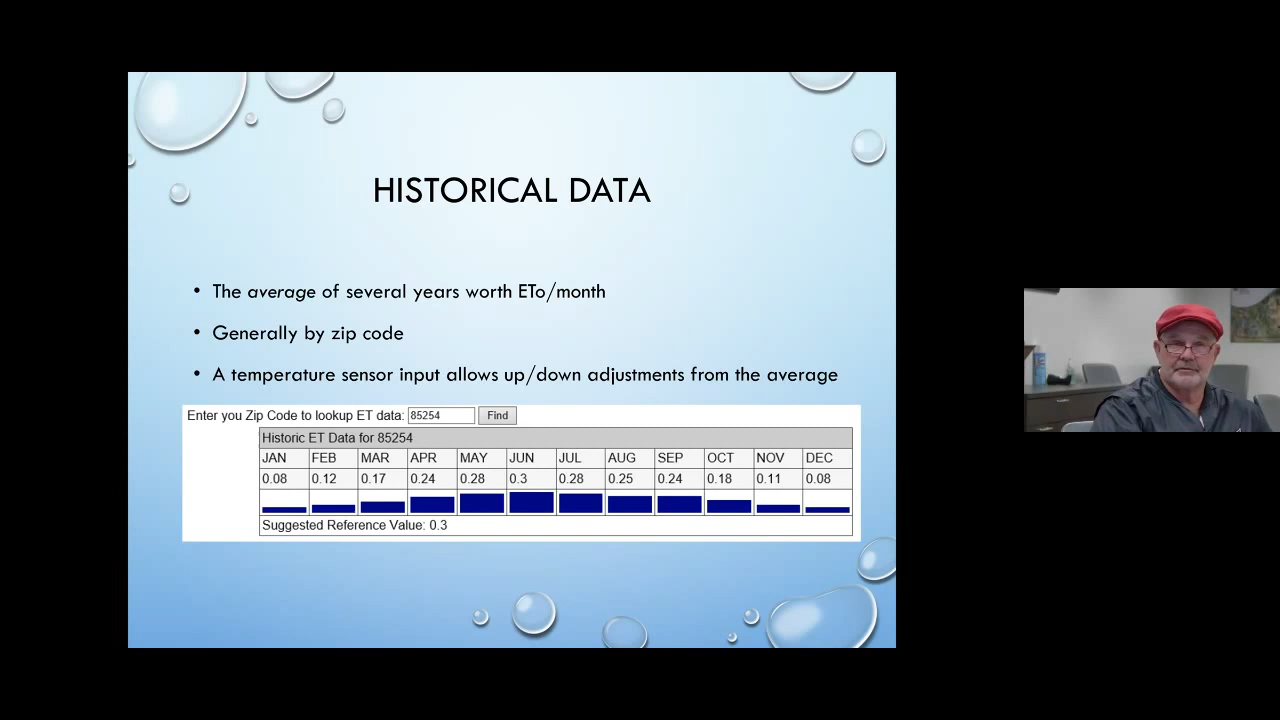 HISTORICAL DATA
• The average of several years worth ETo/month
• Generally by zip code
• A temperature sensor input allows up/down adjustments from the average
Enter you Zip Code to lookup ET data: 85254 Find
Historic ET Data for 85254
JAN FEB MAR APR MAY JUN JUL AUG SEP OCT NOV DEC
0.08 0.12 0.17 0.24 0.28 0.3 0.28 0.25 0.24 0.18 0.11 0.08
Suggested Reference Value: 0.3